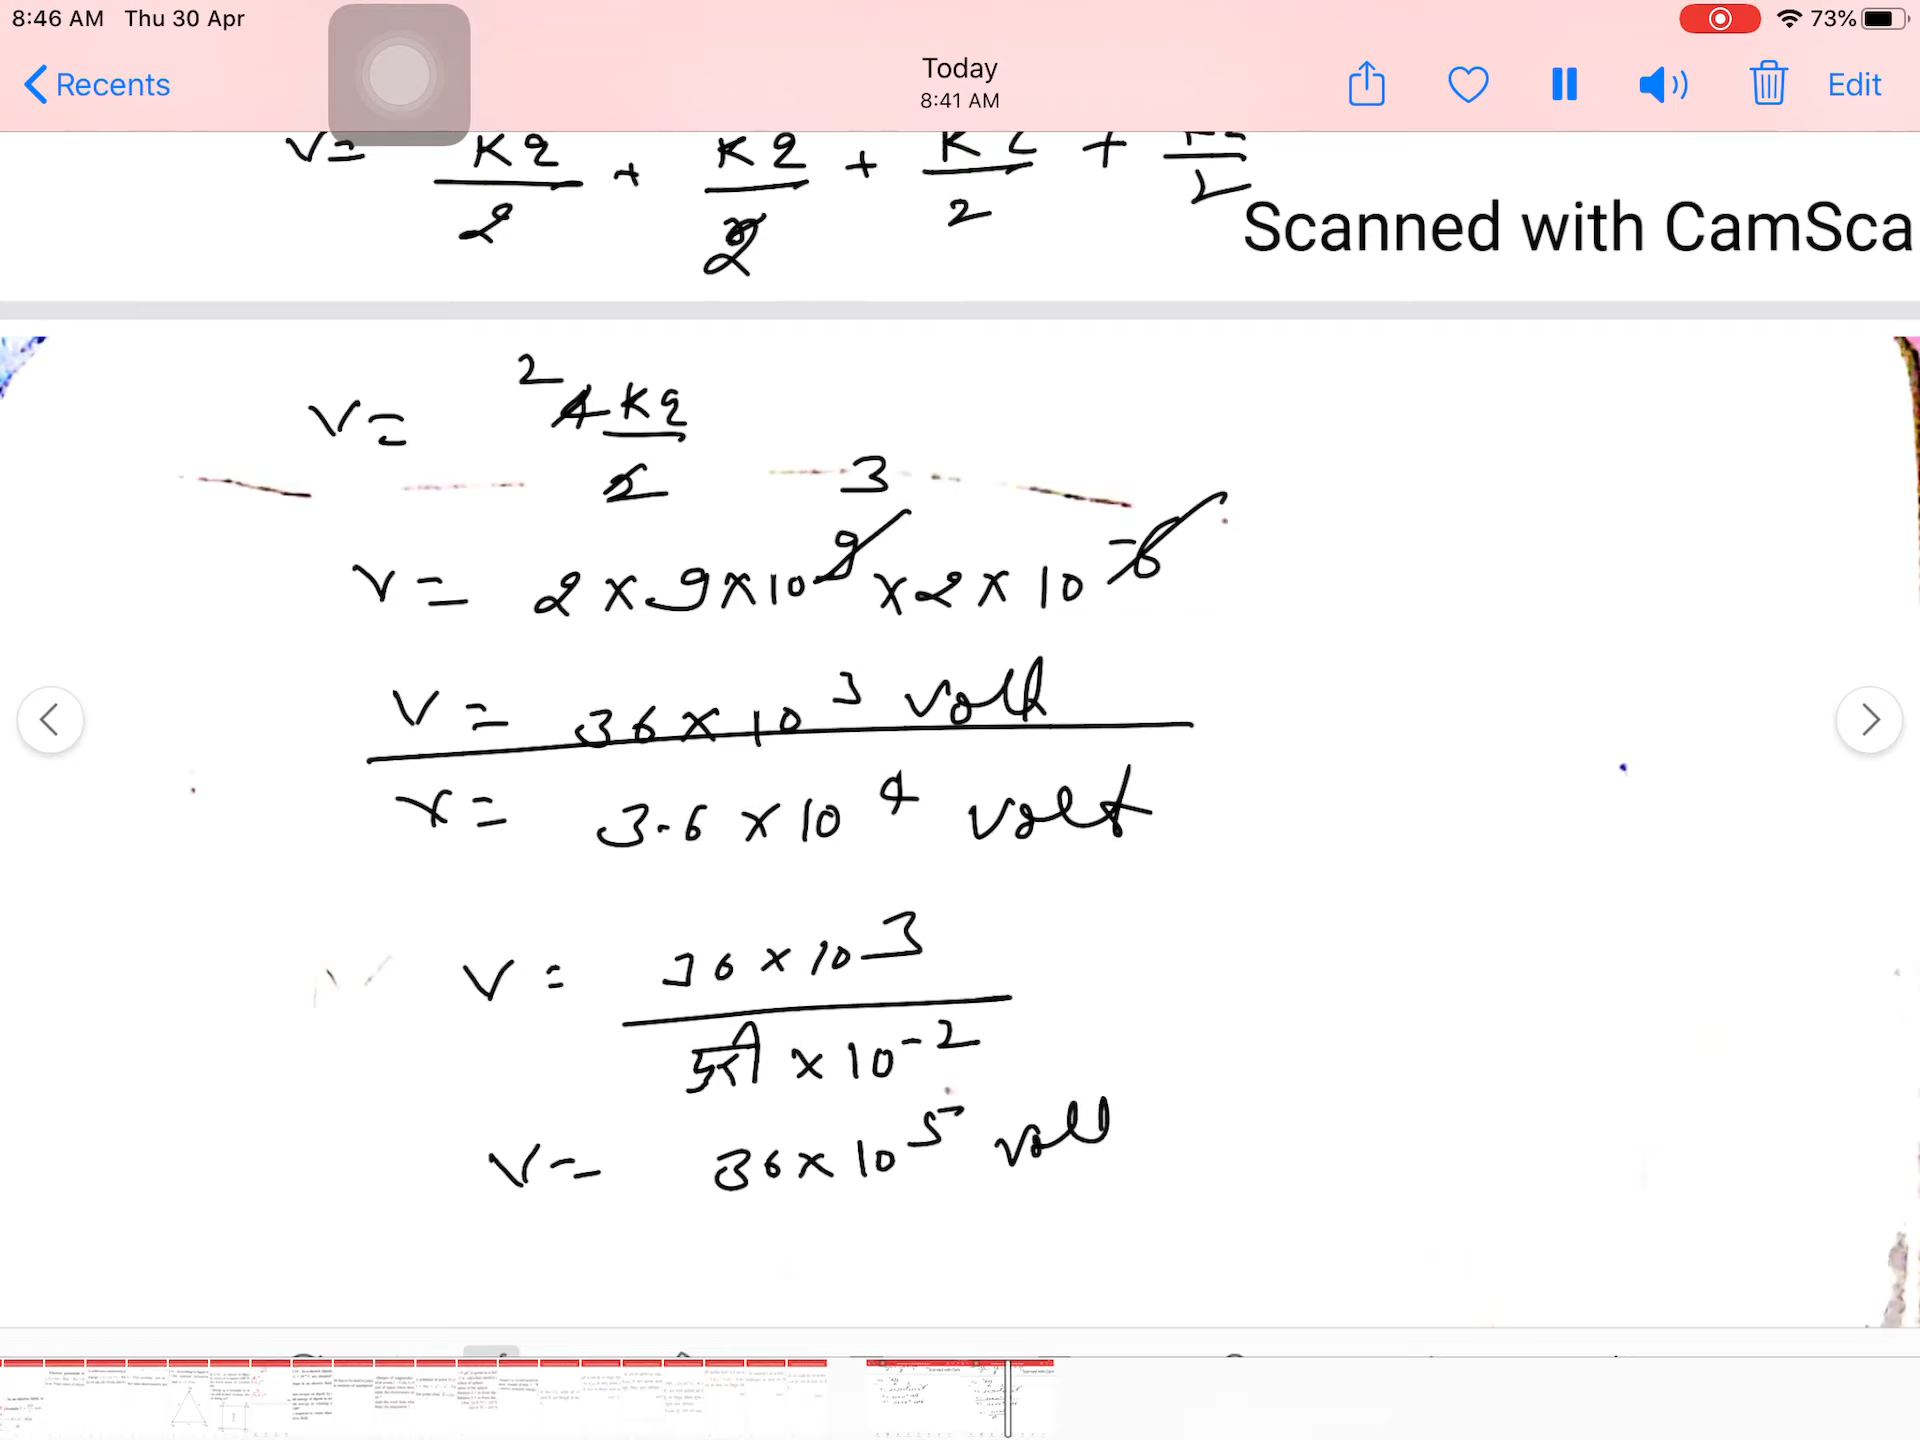 8:46 AM Thu 30 Apr 73%
Recents Today Edit
8:41 AM
V= Kq/2 + Kq/2 + K /2 +
Scanned with CamSca
2
V= 4Kq/2
3
V= 2 x 9 x 10^9 x 2 x 10^-6
V= 36 x 10^3 volt
V= 3.6 x 10^4 volt
V= 36 x 10^3
x 10^-2
V= 36 x 10^5 volt